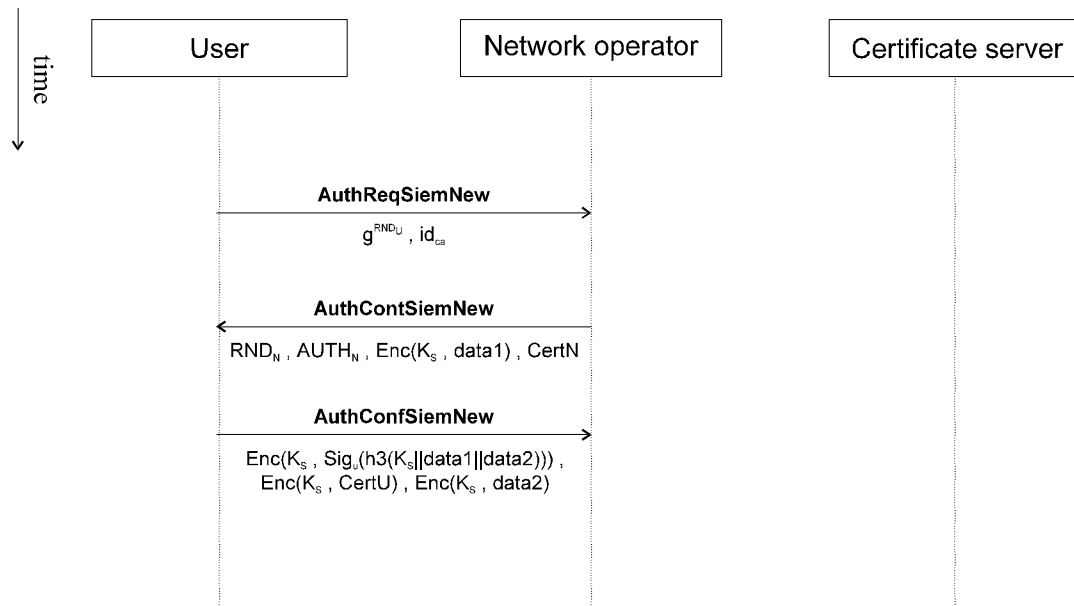 time
User
Network operator
Certificate server
AuthReqSiemNew
g^RND_U , id_ca
AuthContSiemNew
RND_N , AUTH_N , Enc(K_S , data1) , CertN
AuthConfSiemNew
Enc(K_S , Sig_u(h3(K_S||data1||data2))) ,
Enc(K_S , CertU) , Enc(K_S , data2)